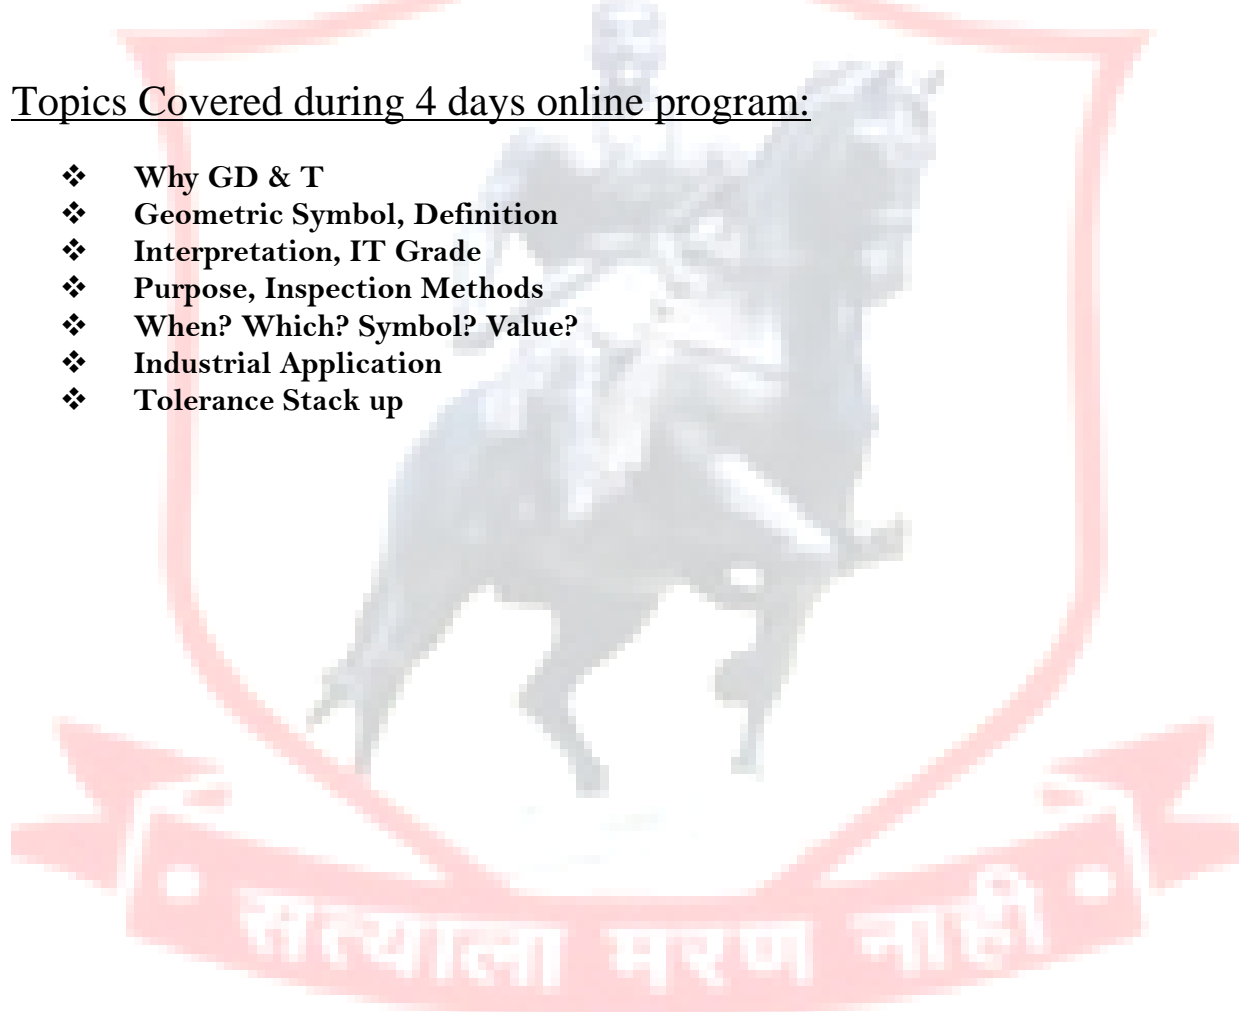 Topics Covered during 4 days online program:
❖ Why GD & T
❖ Geometric Symbol, Definition
❖ Interpretation, IT Grade
❖ Purpose, Inspection Methods
❖ When? Which? Symbol? Value?
❖ Industrial Application
❖ Tolerance Stack up
सत्याला मरण नाही